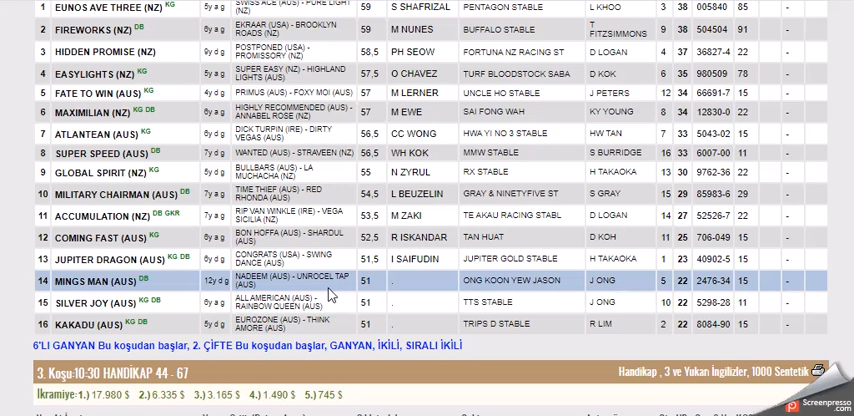 1 EUNOS AVE THREE (NZ) KG 5y a g SWISS ACE (AUS) - PURE LIGHT (NZ) 59 S SHAFRIZAL PENTAGON STABLE L KHOO 3 38 005840 85
2 FIREWORKS (NZ) DB 6y a g EKRAAR (USA) - BROOKLYN ROADS (NZ) 59 M NUNES BUFFALO STABLE T FITZSIMMONS 9 38 504504 91
3 HIDDEN PROMISE (NZ) 9y d g POSTPONED (USA) - PROMISSORY (NZ) 58,5 PH SEOW FORTUNA NZ RACING ST D LOGAN 4 37 36827-4 22 -
4 EASYLIGHTS (NZ) KG 5y a g SUPER EASY (NZ) - HIGHLAND LIGHTS (AUS) 57,5 O CHAVEZ TURF BLOODSTOCK SABA D KOK 6 35 980509 78 -
5 FATE TO WIN (AUS) KG 4y d g PRIMUS (AUS) - FOXY MOI (AUS) 57 M LERNER UNCLE HO STABLE J PETERS 12 34 66691-7 15 -
6 MAXIMILIAN (NZ) KG DB 6y a g HIGHLY RECOMMENDED (AUS) - ANNABEL ROSE (NZ) 57 M EWE SAI FONG WAH KY YOUNG 8 34 12830-0 22 -
7 ATLANTEAN (AUS) KG 7y d g DICK TURPIN (IRE) - DIRTY VEGAS (AUS) 56,5 CC WONG HWA YI NO 3 STABLE HW TAN 7 33 5043-02 15 -
8 SUPER SPEED (AUS) DB 7y d g WANTED (AUS) - STRAVEEN (NZ) 56,5 WH KOK MMW STABLE S BURRIDGE 16 33 6007-00 11 -
9 GLOBAL SPIRIT (NZ) KG 5y d g BULLBARS (AUS) - LA MUCHACHA (NZ) 55 N ZYRUL RX STABLE H TAKAOKA 13 30 9762-36 22 -
10 MILITARY CHAIRMAN (AUS) DB 7y a g TIME THIEF (AUS) - RED RHONDA (AUS) 54,5 L BEUZELIN GRAY & NINETYFIVE ST S GRAY 15 29 85983-6 29 -
11 ACCUMULATION (NZ) DB GKR 7y a g RIP VAN WINKLE (IRE) - VEGA SICILIA (NZ) 53,5 M ZAKI TE AKAU RACING STABL D LOGAN 14 27 52526-7 22 -
12 COMING FAST (AUS) KG 6y a g BON HOFFA (AUS) - SHARDUL (AUS) 52,5 R ISKANDAR TAN HUAT D KOH 11 25 706-049 15 -
13 JUPITER DRAGON (AUS) KG DB 6y d g CONGRATS (USA) - SWING DANCE (AUS) 51,5 I SAIFUDIN JUPITER GOLD STABLE H TAKAOKA 1 23 40902-5 15 -
14 MINGS MAN (AUS) DB 12y d g NADEEM (AUS) - UNROCEL TAP (AUS) 51 . ONG KOON YEW JASON J ONG 5 22 2476-34 15 -
15 SILVER JOY (AUS) KG DB 6y a g ALL AMERICAN (AUS) - RAINBOW QUEEN (AUS) 51 . TTS STABLE J ONG 10 22 5298-28 11 -
16 KAKADU (AUS) KG DB 5y d g EUROZONE (AUS) - THINK AMORE (AUS) 51 . TRIPS D STABLE R LIM 2 22 8084-90 15 -
6'LI GANYAN Bu koşudan başlar, 2. ÇİFTE Bu koşudan başlar, GANYAN, İKİLİ, SIRALI İKİLİ
3. Koşu:10:30 HANDİKAP 44 - 67 Handikap , 3 ve Yukarı İngilizler, 1000 Sentetik
İkramiye:1.) 17.980 $ 2.) 6.335 $ 3.) 3.165 $ 4.) 1.490 $ 5.) 745 $
Screenpresso